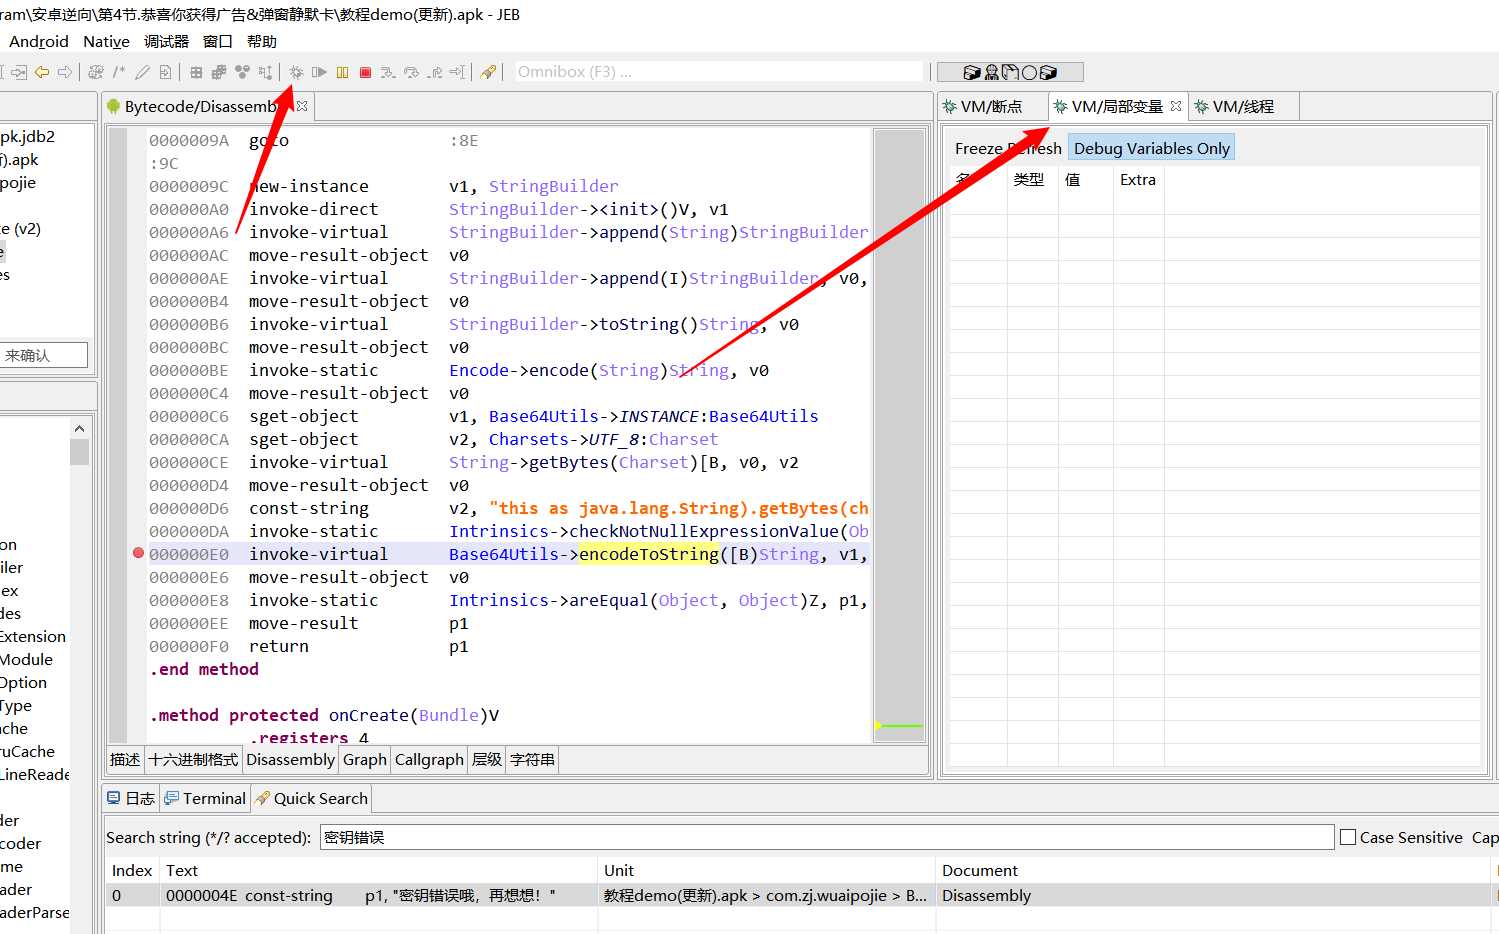 ram\安卓逆向\第4节.恭喜你获得广告&弹窗静默卡\教程demo(更新).apk - JEB
Android Native 调试器 窗口 帮助
Omnibox (F3) ...
Bytecode/Disassemb
VM/断点 VM/局部变量 VM/线程
pk.jdb2
).apk
pojie
te (v2)
e
es
来确认
on
iler
ex
des
Extension
Module
Option
Type
che
ruCache
LineReade
der
coder
me
ader
aderParse
0000009A goto :8E
:9C
0000009C new-instance v1, StringBuilder
000000A0 invoke-direct StringBuilder-><init>()V, v1
000000A6 invoke-virtual StringBuilder->append(String)StringBuilder
000000AC move-result-object v0
000000AE invoke-virtual StringBuilder->append(I)StringBuilder, v0,
000000B4 move-result-object v0
000000B6 invoke-virtual StringBuilder->toString()String, v0
000000BC move-result-object v0
000000BE invoke-static Encode->encode(String)String, v0
000000C4 move-result-object v0
000000C6 sget-object v1, Base64Utils->INSTANCE:Base64Utils
000000CA sget-object v2, Charsets->UTF_8:Charset
000000CE invoke-virtual String->getBytes(Charset)[B, v0, v2
000000D4 move-result-object v0
000000D6 const-string v2, "this as java.lang.String).getBytes(ch
000000DA invoke-static Intrinsics->checkNotNullExpressionValue(Ob
000000E0 invoke-virtual Base64Utils->encodeToString([B)String, v1,
000000E6 move-result-object v0
000000E8 invoke-static Intrinsics->areEqual(Object, Object)Z, p1,
000000EE move-result p1
000000F0 return p1
.end method
.method protected onCreate(Bundle)V
.registers 4
描述 十六进制格式 Disassembly Graph Callgraph 层级 字符串
Freeze Refresh Debug Variables Only
类型 值 Extra
日志 Terminal Quick Search
Search string (*/? accepted): 密钥错误 Case Sensitive Cap
Index Text Unit Document
0 0000004E const-string p1, "密钥错误哦，再想想！" 教程demo(更新).apk > com.zj.wuaipojie > B... Disassembly